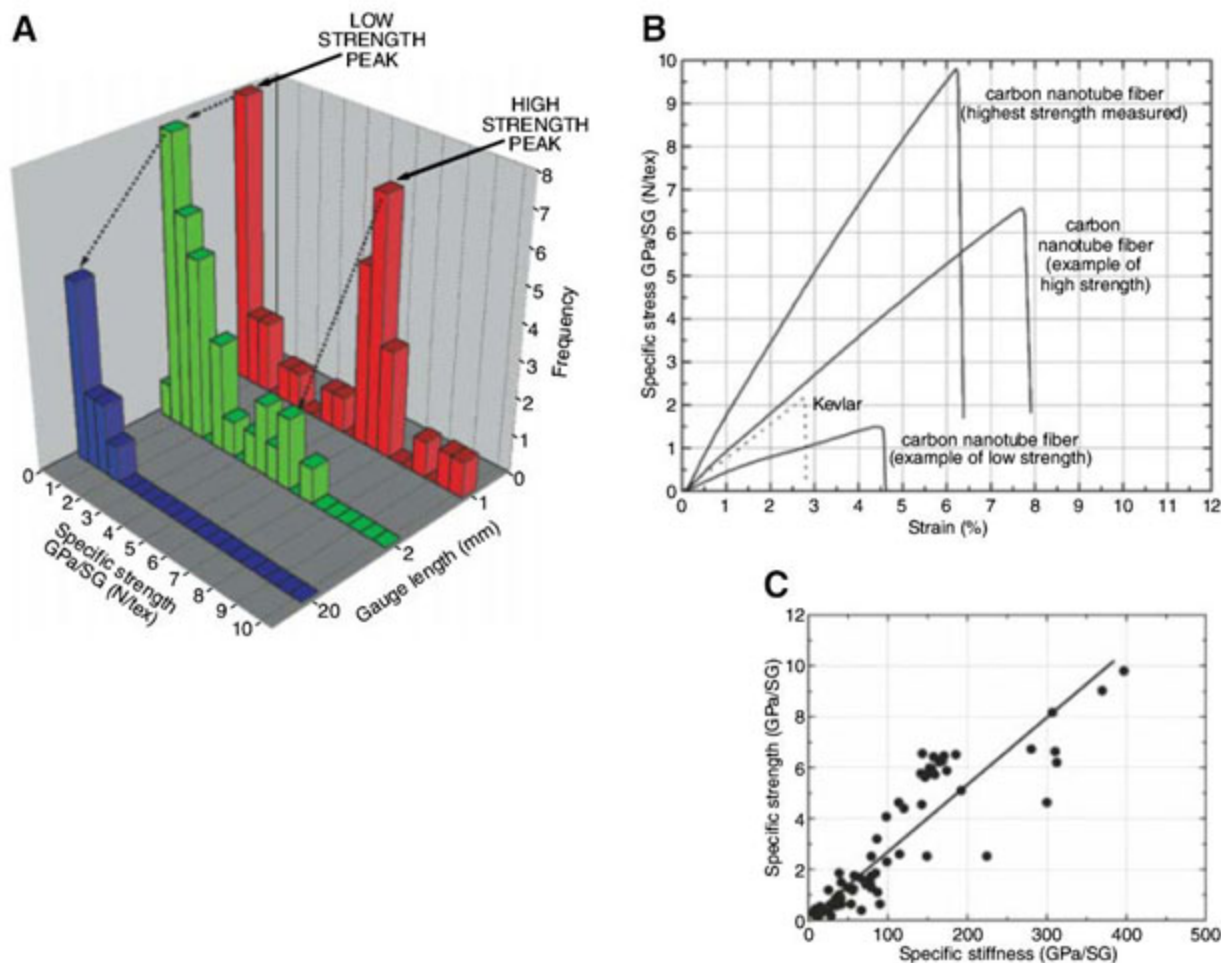 A
LOW
STRENGTH
PEAK
HIGH
STRENGTH
PEAK
8
7
6
5
4
3
2
1
0
Frequency
0
1
2
3
4
5
6
7
8
9
10
Specific strength
GPa/SG (N/tex)
1
2
20
Gauge length (mm)
B
10
9
8
7
6
5
4
3
2
1
0
Specific stress GPa/SG (N/tex)
carbon nanotube fiber
(highest strength measured)
carbon
nanotube fiber
(example of
high strength)
Kevlar
carbon nanotube fiber
(example of low strength)
0 1 2 3 4 5 6 7 8 9 10 11 12
Strain (%)
C
12
10
8
6
4
2
0
Specific strength (GPa/SG)
0 100 200 300 400 500
Specific stiffness (GPa/SG)